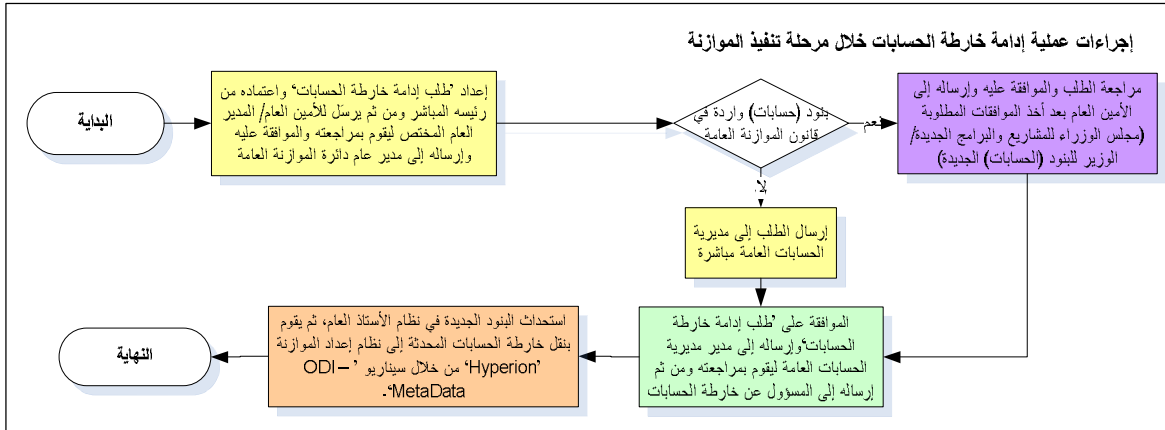 إجراءات عملية إدامة خارطة الحسابات خلال مرحلة تنفيذ الموازنة
البداية
إعداد ’طلب إدامة خارطة الحسابات‘ واعتماده من
رئيسه المباشر ومن ثم يرسل للأمين العام/ المدير
العام المختص ليقوم بمراجعته والموافقة عليه
وإرساله إلى مدير عام دائرة الموازنة العامة
بنود (حسابات) واردة في
قانون الموازنة العامة
نعم
مراجعة الطلب والموافقة عليه وإرساله إلى
الأمين العام بعد أخذ الموافقات المطلوبة
(مجلس الوزراء للمشاريع والبرامج الجديدة/
الوزير للبنود (الحسابات) الجديدة)
لا
إرسال الطلب إلى مديرية
الحسابات العامة مباشرة
الموافقة على ’طلب إدامة خارطة
الحسابات‘وإرساله إلى مدير مديرية
الحسابات العامة ليقوم بمراجعته ومن ثم
إرساله إلى المسؤول عن خارطة الحسابات
استحداث البنود الجديدة في نظام الأستاذ العام، ثم يقوم
بنقل خارطة الحسابات المحدثة إلى نظام إعداد الموازنة
’Hyperion‘ من خلال سيناريو ’ODI –
MetaData‘.
النهاية